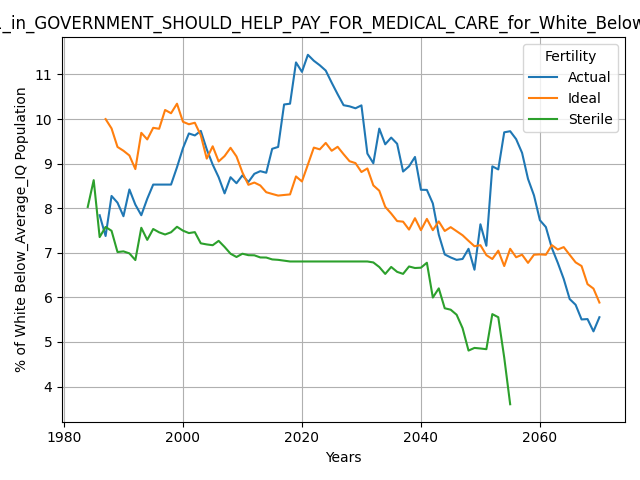 _in_GOVERNMENT_SHOULD_HELP_PAY_FOR_MEDICAL_CARE_for_White_Below
% of White Below_Average_IQ Population
11
10
9
8
7
6
5
4
Fertility
Actual
Ideal
Sterile
1980 2000 2020 2040 2060
Years